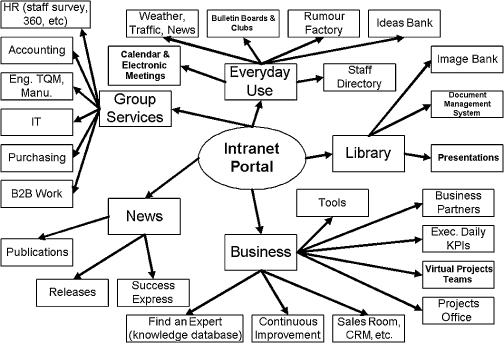 HR (staff survey,
360, etc)
Accounting
Eng. TQM,
Manu.
IT
Purchasing
B2B Work
Group
Services
Weather,
Traffic, News
Bulletin Boards &
Clubs
Rumour
Factory
Ideas Bank
Calendar &
Electronic
Meetings
Everyday
Use
Staff
Directory
Intranet
Portal
Library
Image Bank
Document
Management
System
Presentations
News
Publications
Releases
Success
Express
Business
Tools
Business
Partners
Exec. Daily
KPIs
Virtual Projects
Teams
Projects
Office
Find an Expert
(knowledge database)
Continuous
Improvement
Sales Room,
CRM, etc.